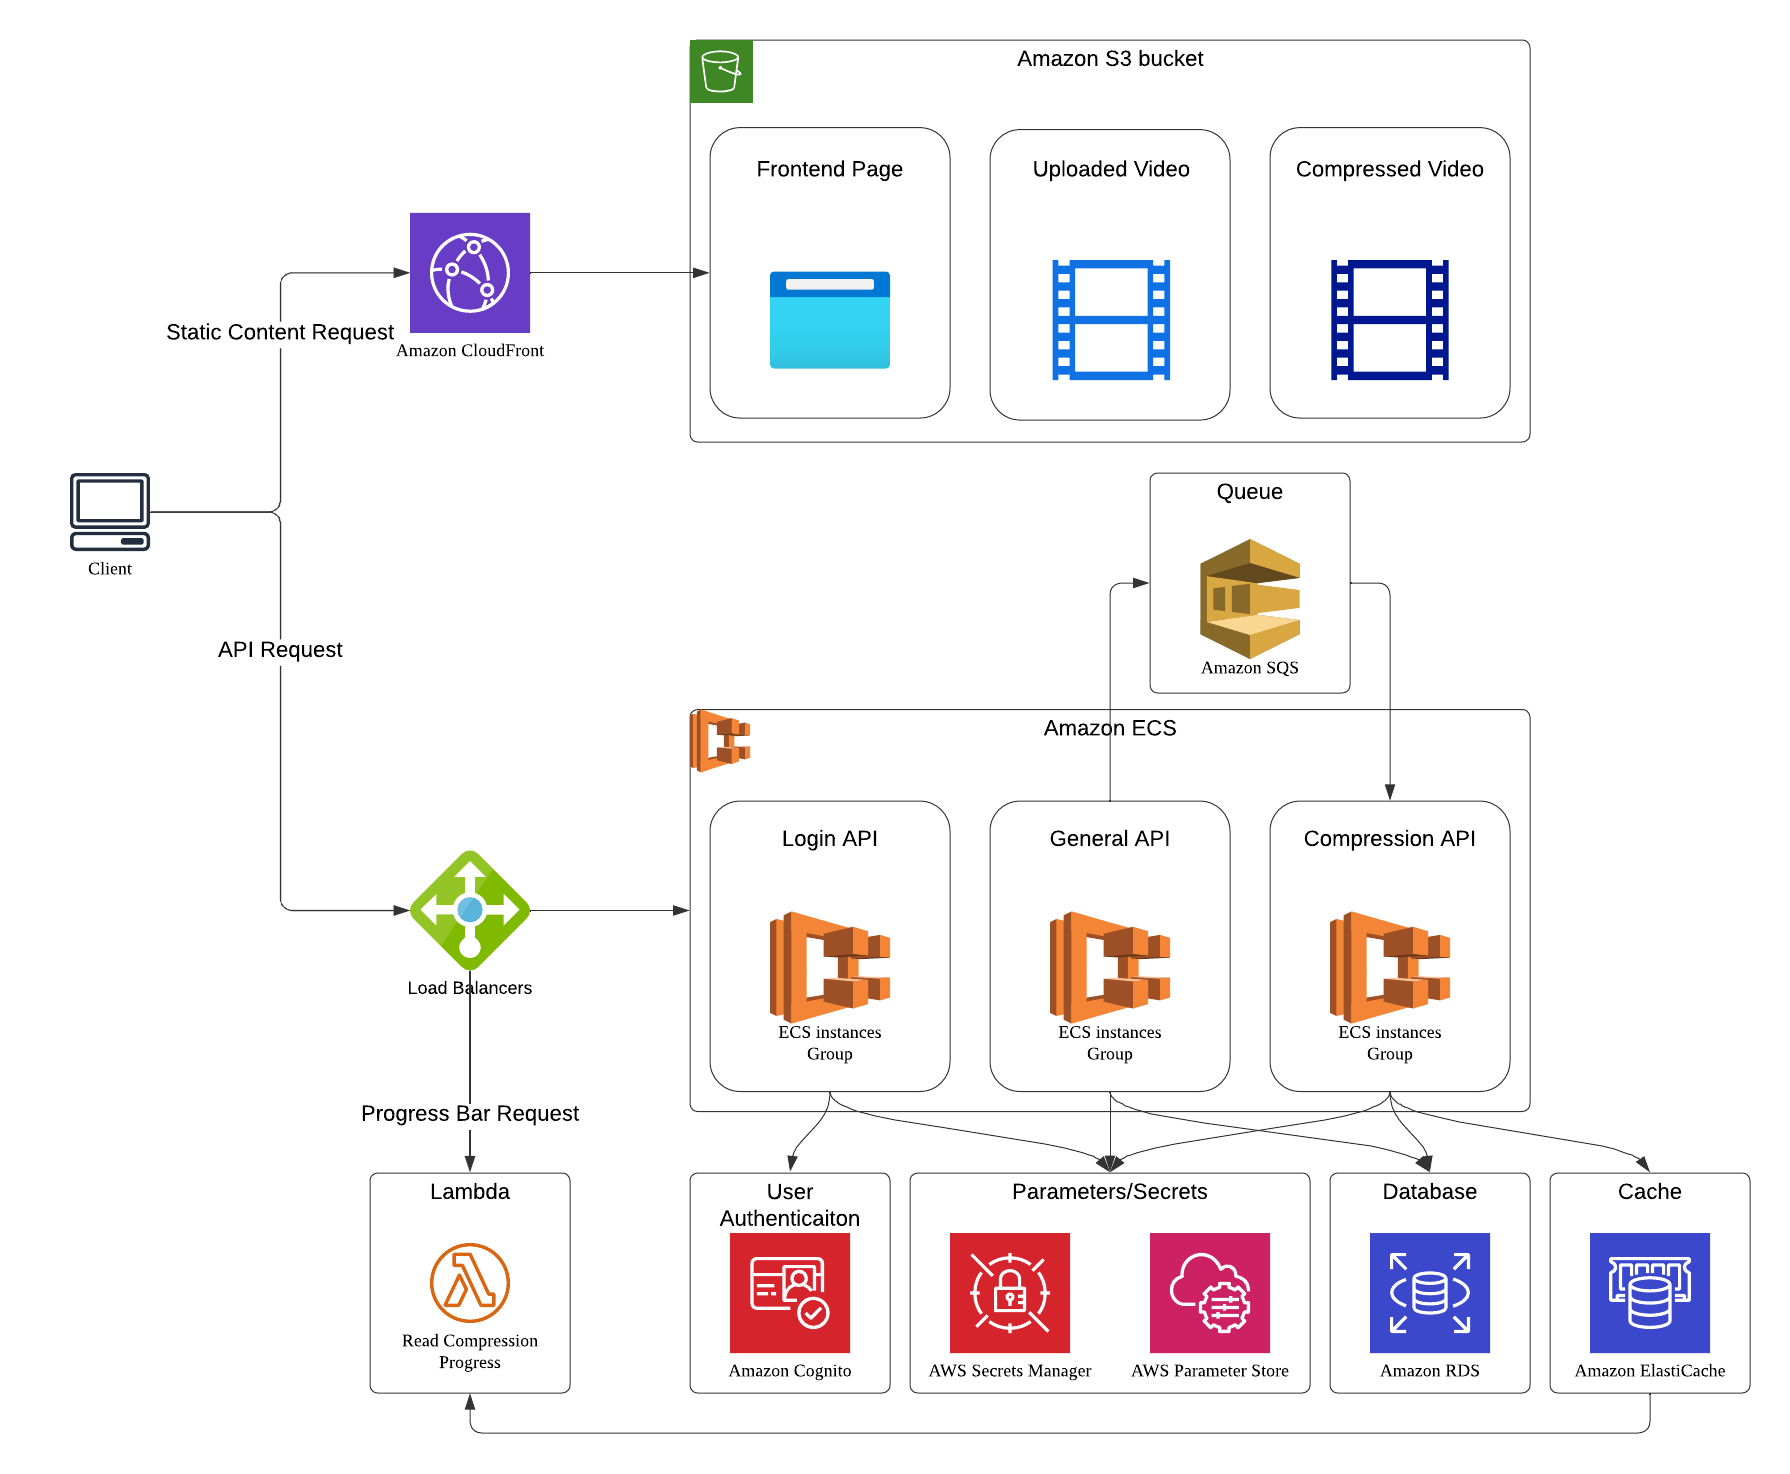 Amazon S3 bucket
Frontend Page
Uploaded Video
Compressed Video
Static Content Request
Amazon CloudFront
Client
Queue
Amazon SQS
API Request
Amazon ECS
Login API
General API
Compression API
ECS instances
Group
ECS instances
Group
ECS instances
Group
Load Balancers
Progress Bar Request
Lambda
Read Compression
Progress
User
Authenticaiton
Amazon Cognito
Parameters/Secrets
AWS Secrets Manager
AWS Parameter Store
Database
Amazon RDS
Cache
Amazon ElastiCache